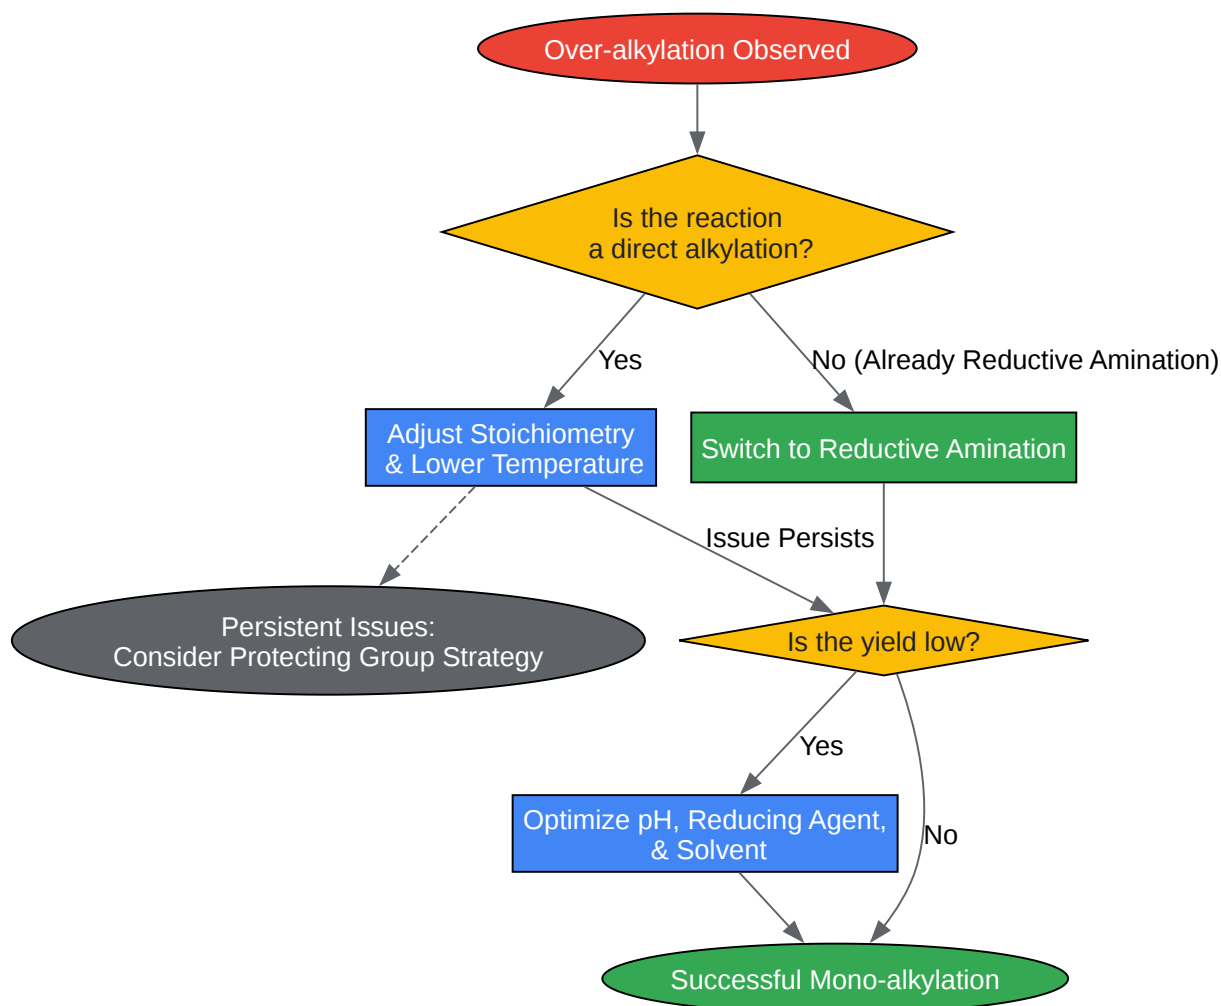 Over-alkylation Observed
Is the reaction
a direct alkylation?
Yes
No (Already Reductive Amination)
Adjust Stoichiometry
& Lower Temperature
Switch to Reductive Amination
Issue Persists
Persistent Issues:
Consider Protecting Group Strategy
Is the yield low?
Yes
Optimize pH, Reducing Agent,
& Solvent
No
Successful Mono-alkylation